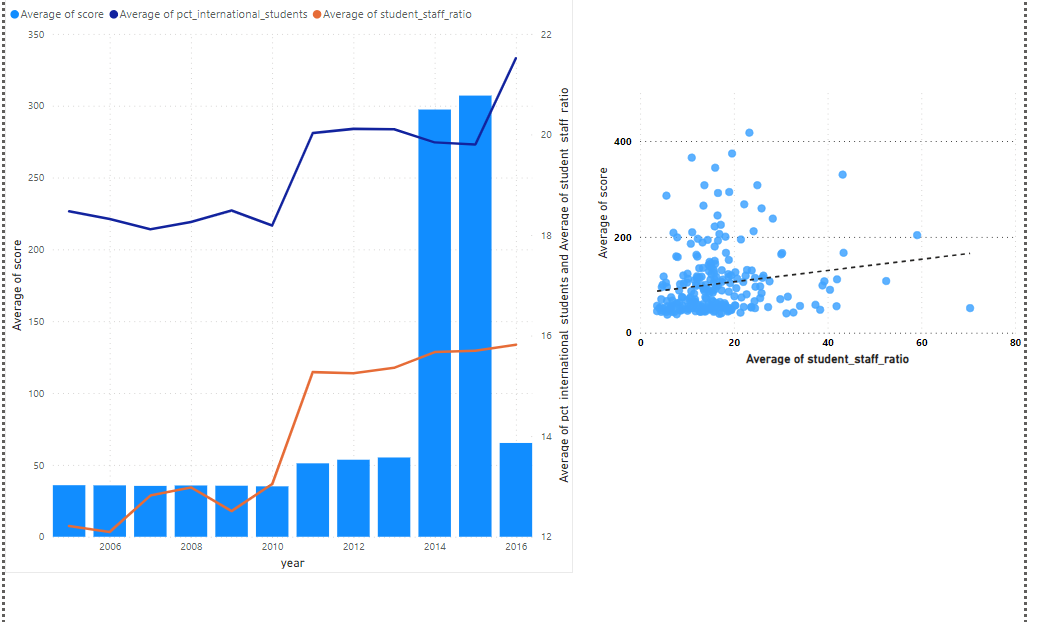 Average of score Average of pct_international_students Average of student_staff_ratio
350
300
250
200
150
100
50
0
Average of score
22
20
18
16
14
12
Average of pct_international_students and Average of student_staff_ratio
2006 2008 2010 2012 2014 2016
year
400
200
0
Average of score
0 20 40 60 80
Average of student_staff_ratio